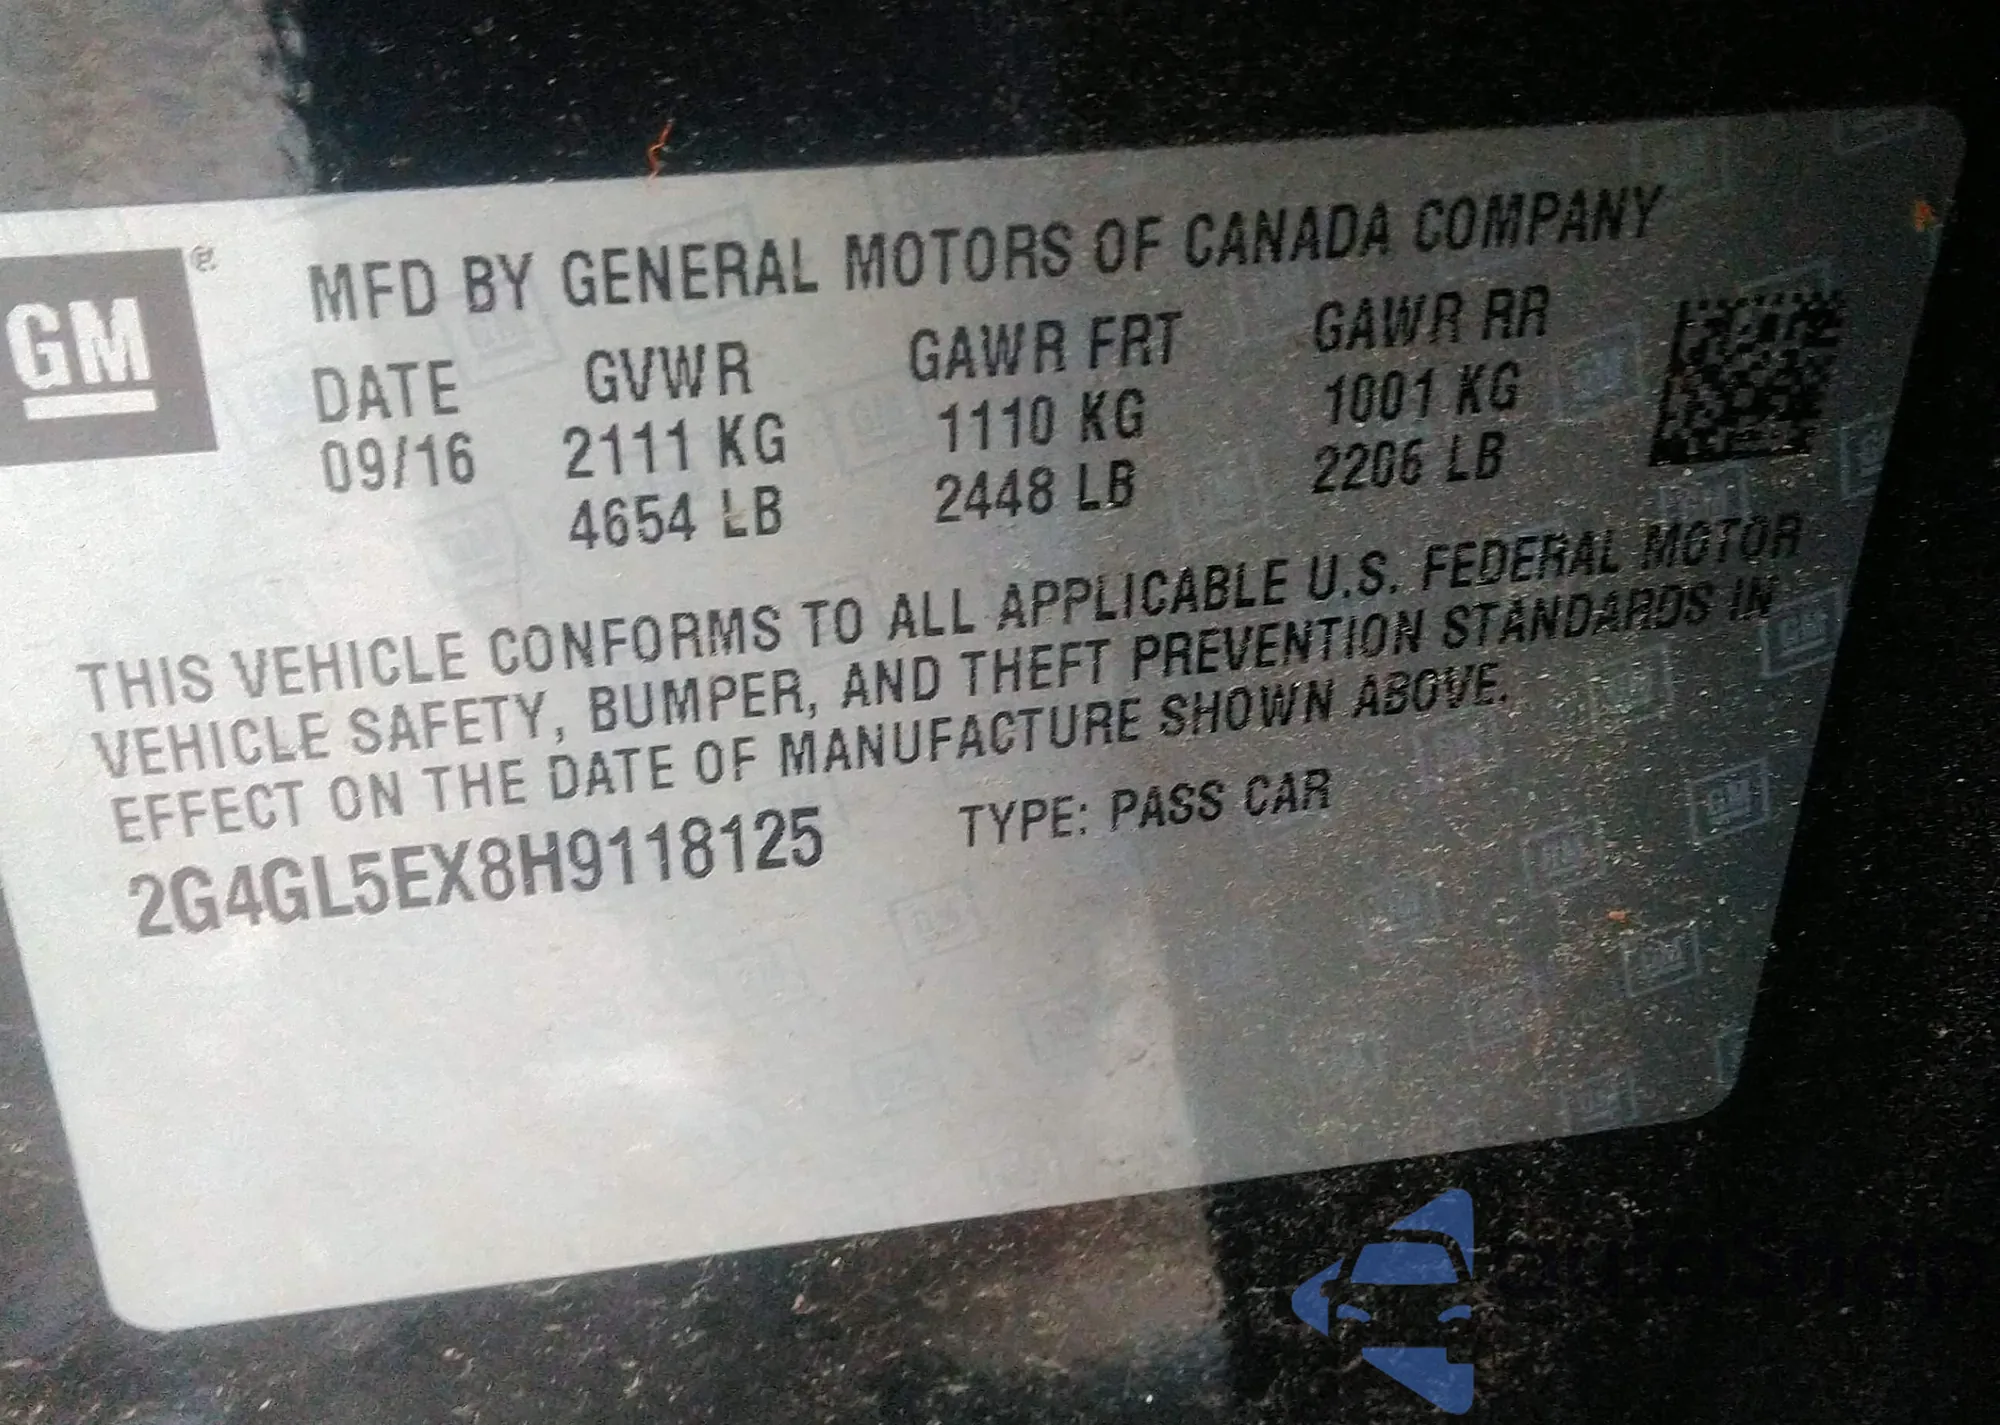 GM
MFD BY GENERAL MOTORS OF CANADA COMPANY
DATE GVWR GAWR FRT GAWR RR
09/16 2111 KG 1110 KG 1001 KG
4654 LB 2448 LB 2206 LB
THIS VEHICLE CONFORMS TO ALL APPLICABLE U.S. FEDERAL MOTOR
VEHICLE SAFETY, BUMPER, AND THEFT PREVENTION STANDARDS IN
EFFECT ON THE DATE OF MANUFACTURE SHOWN ABOVE.
2G4GL5EX8H9118125 TYPE: PASS CAR